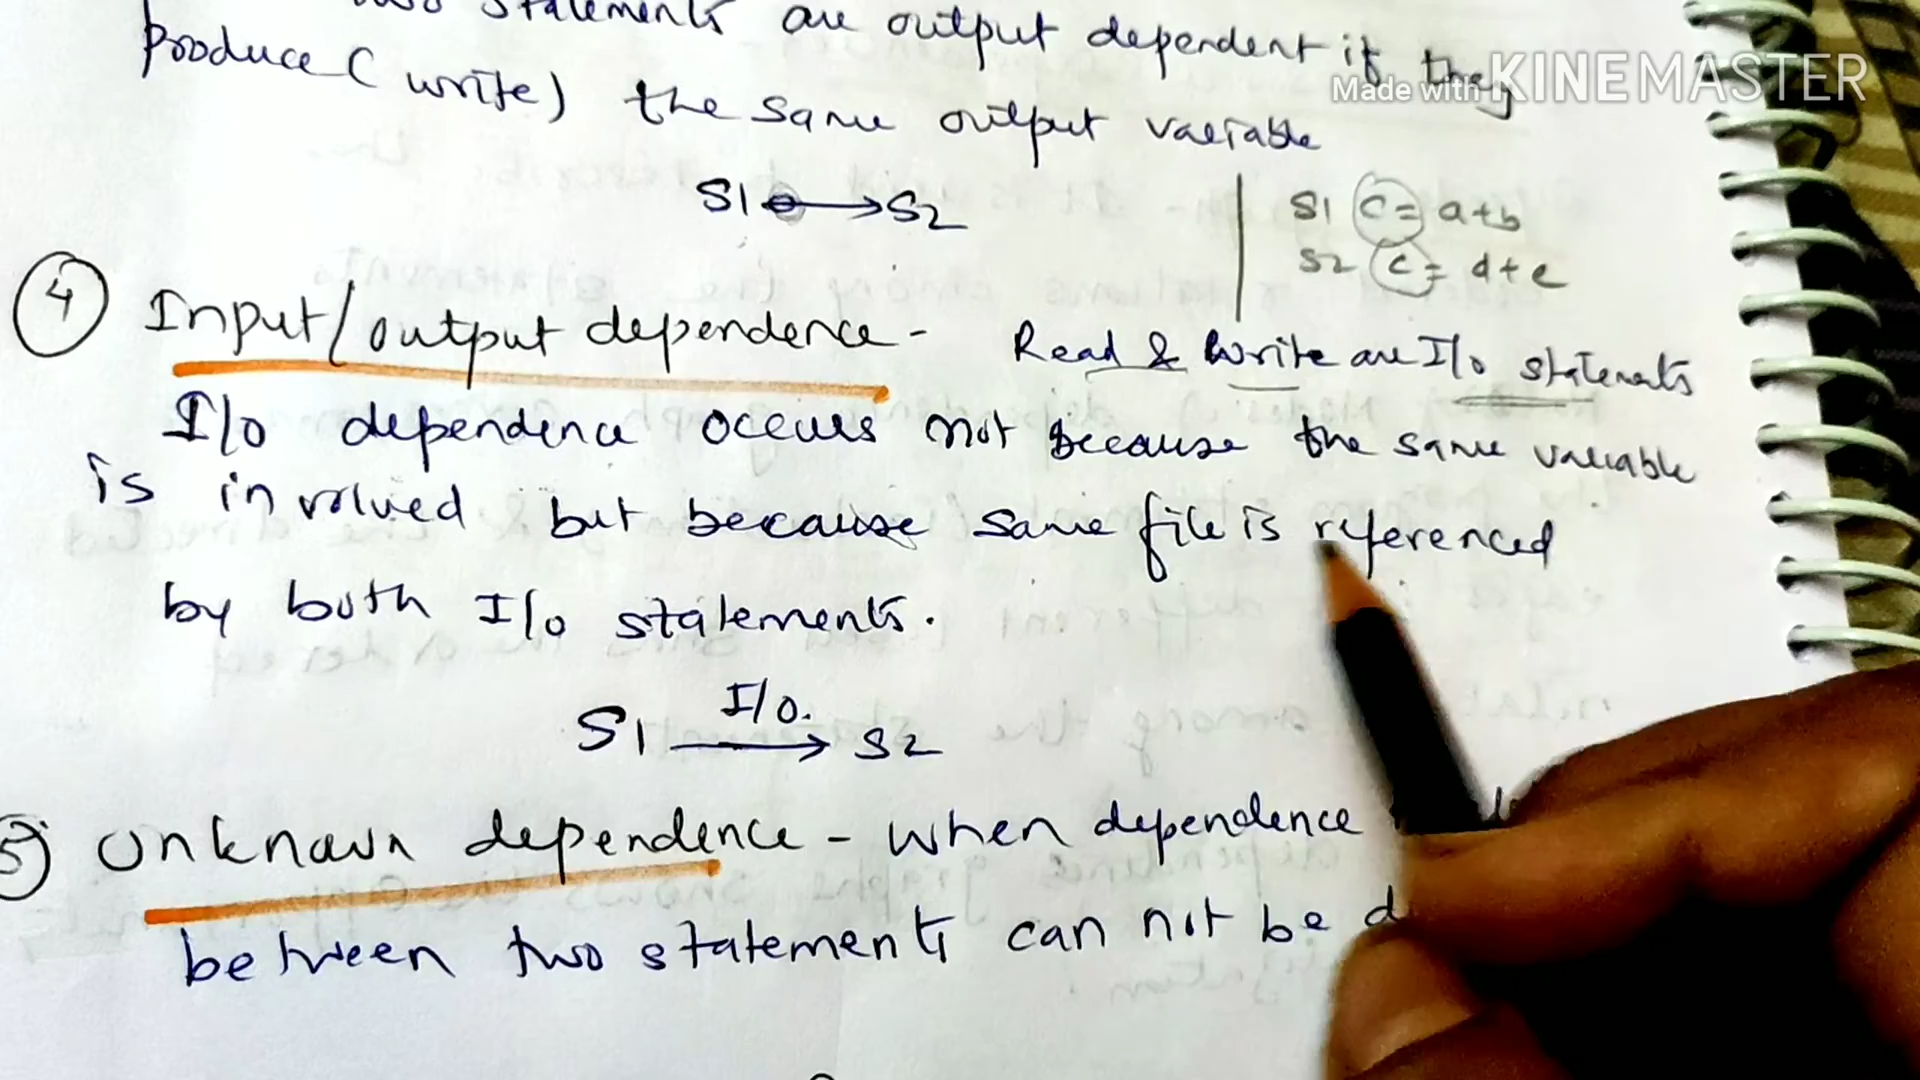 statements are output dependent if they
Produce (write) the same output variable
S1 ⊖→ S2
S1 C = a+b
S2 C = d+e
④ Input/output dependence - Read & Write are I/o statements
I/o dependence occurs not because the same variable
is involved but because same file is referenced
by both I/o statements.
I/o.
S1 → S2
5) Unknown dependence - when dependence
between two statements can not be
Made with KINEMASTER